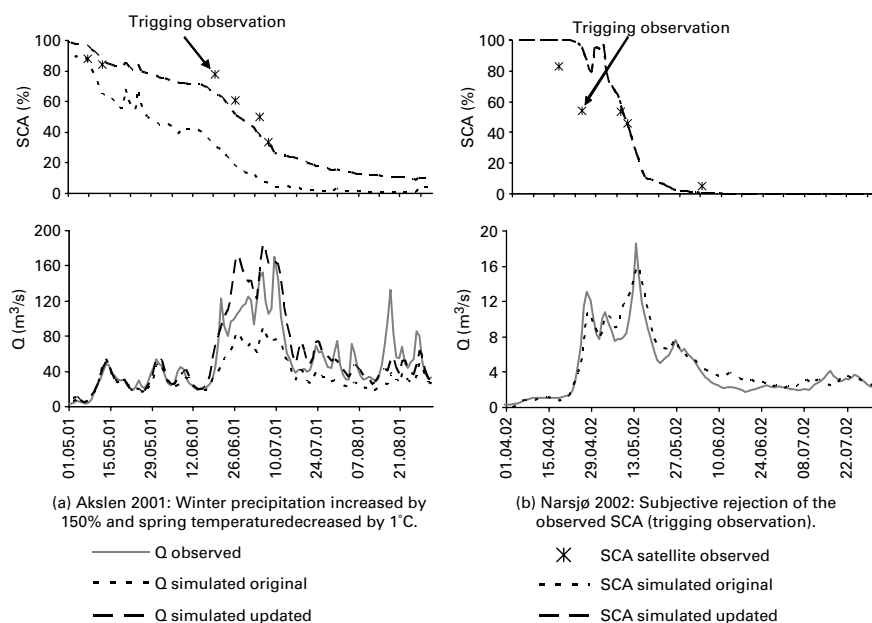 Trigging observation
100
80
60
40
20
0
SCA (%)
200
160
120
80
40
0
Q (m³/s)
01.05.01
15.05.01
29.05.01
12.06.01
26.06.01
10.07.01
24.07.01
07.08.01
21.08.01
(a) Akslen 2001: Winter precipitation increased by
150% and spring temperaturedecreased by 1°C.
Trigging observation
100
80
60
40
20
0
SCA (%)
20
16
12
8
4
0
Q (m³/s)
01.04.02
15.04.02
29.04.02
13.05.02
27.05.02
10.06.02
24.06.02
08.07.02
22.07.02
(b) Narsjø 2002: Subjective rejection of the
observed SCA (trigging observation).
Q observed
Q simulated original
Q simulated updated
SCA satellite observed
SCA simulated original
SCA simulated updated